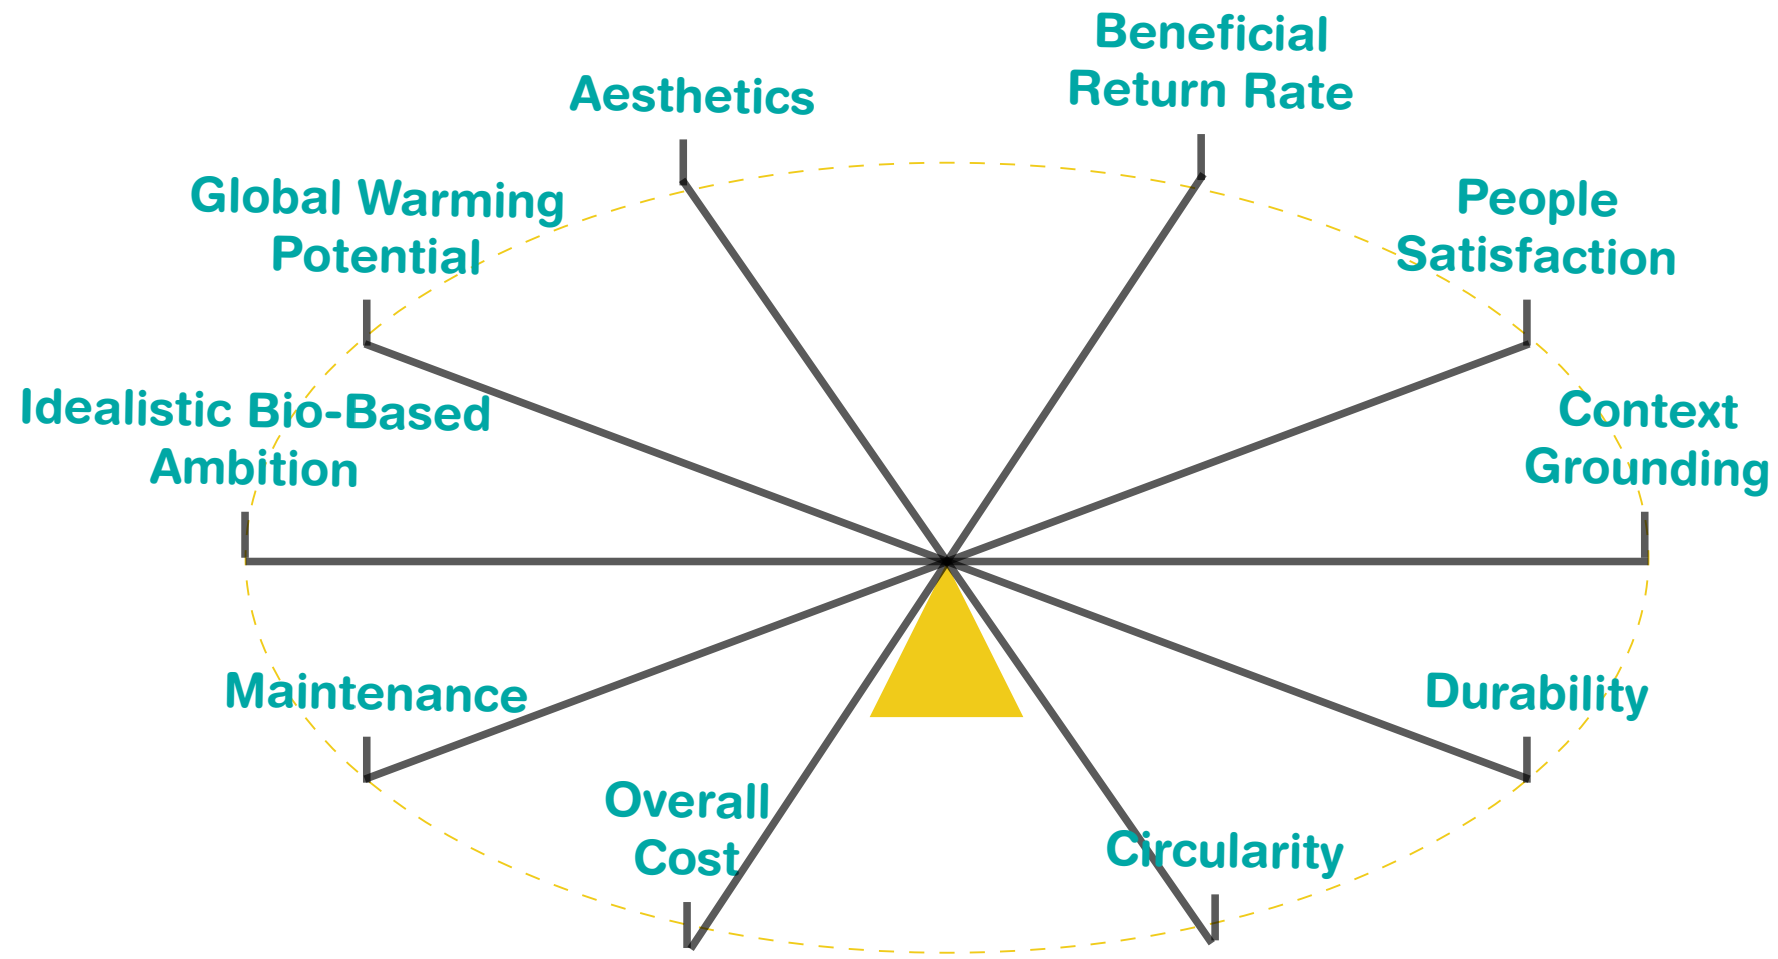 Beneficial
Return Rate
Aesthetics
Global Warming
Potential
People
Satisfaction
Idealistic Bio-Based
Ambition
Context
Grounding
Maintenance
Durability
Overall
Cost
Circularity